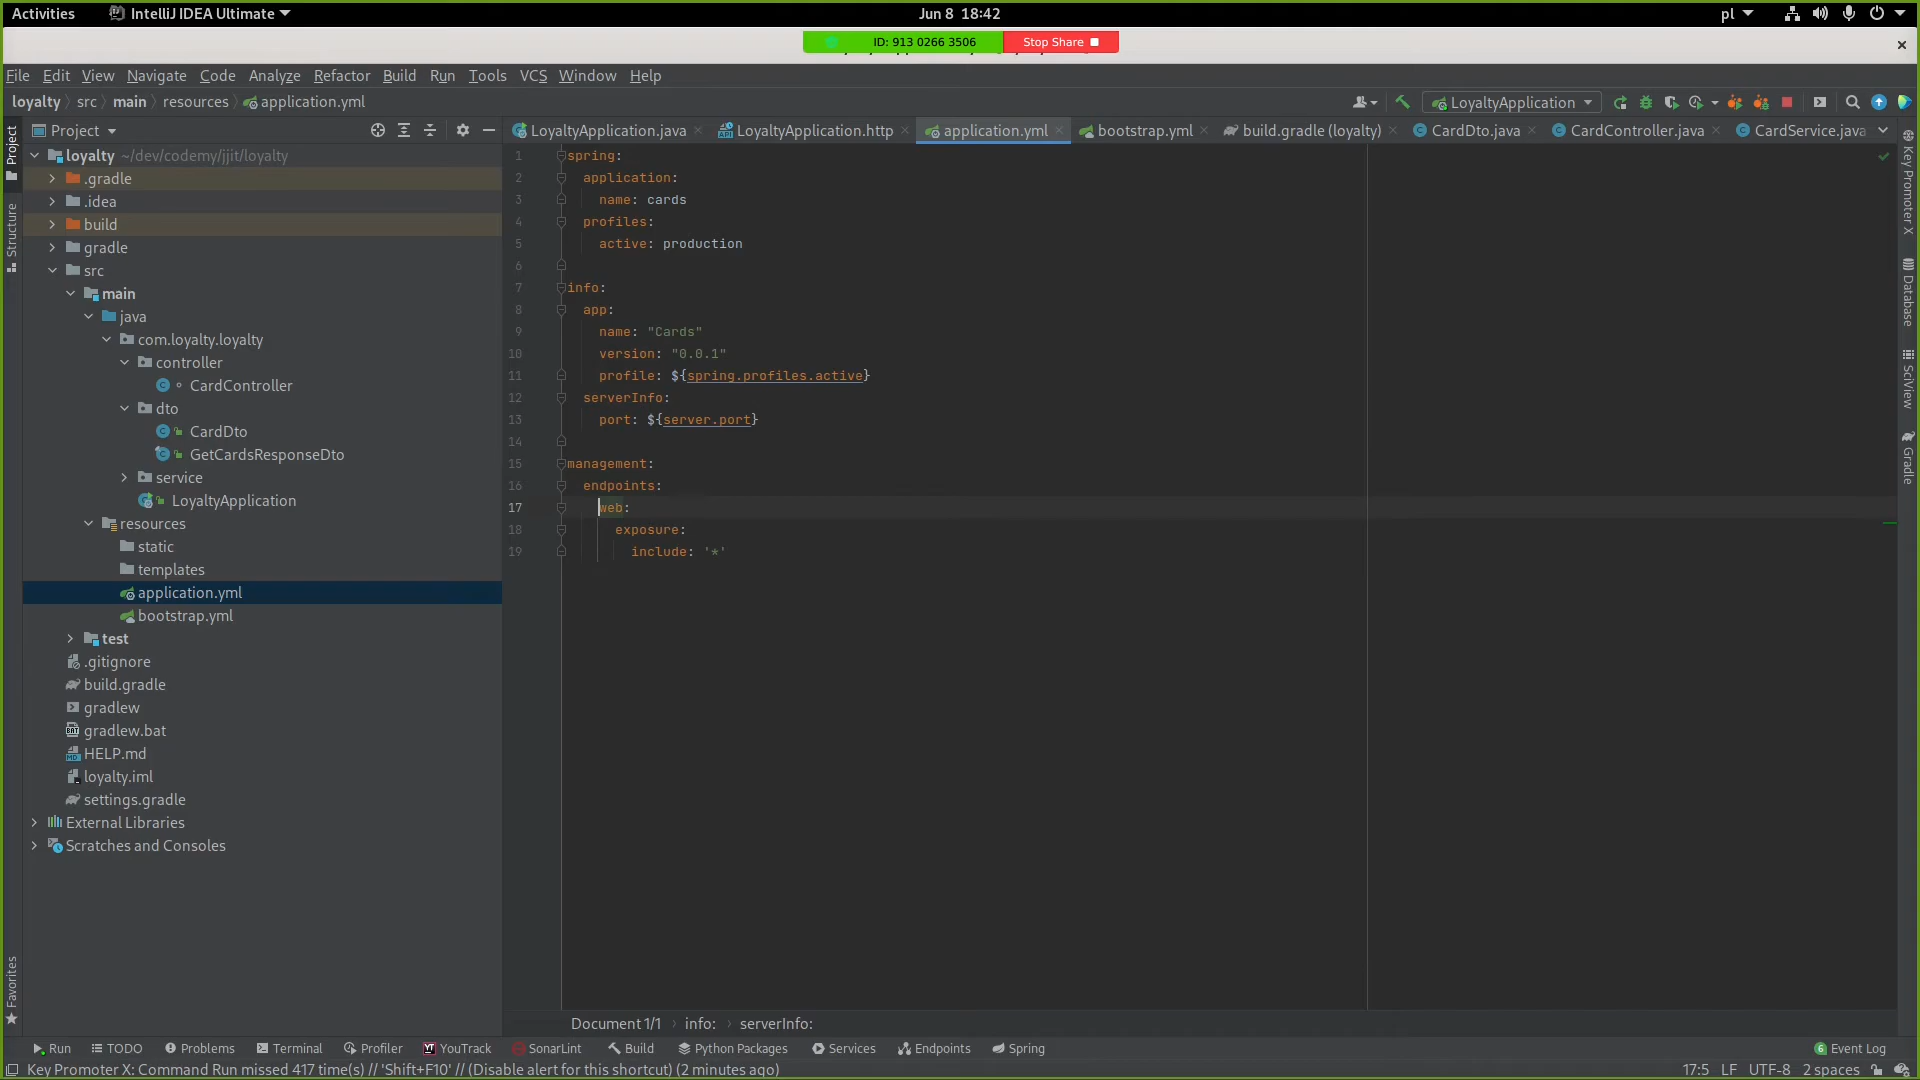 Activities
IntelliJ IDEA Ultimate
Jun 8 18:42
pl
ID: 913 0266 3506
Stop Share
File Edit View Navigate Code Analyze Refactor Build Run Tools VCS Window Help
loyalty src main resources application.yml
LoyaltyApplication
Project
LoyaltyApplication.java
LoyaltyApplication.http
application.yml
bootstrap.yml
build.gradle (loyalty)
CardDto.java
CardController.java
CardService.java
Project
Structure
Favorites
loyalty ~/dev/codemy/jjit/loyalty
.gradle
.idea
build
gradle
src
main
java
com.loyalty.loyalty
controller
CardController
dto
CardDto
GetCardsResponseDto
service
LoyaltyApplication
resources
static
templates
application.yml
bootstrap.yml
test
.gitignore
build.gradle
gradlew
gradlew.bat
HELP.md
loyalty.iml
settings.gradle
External Libraries
Scratches and Consoles
1 spring:
2 application:
3 name: cards
4 profiles:
5 active: production
6
7 info:
8 app:
9 name: "Cards"
10 version: "0.0.1"
11 profile: ${spring.profiles.active}
12 serverInfo:
13 port: ${server.port}
14
15 management:
16 endpoints:
17 web:
18 exposure:
19 include: '*'
Key Promoter X
Database
SciView
Gradle
Document 1/1 info: serverInfo:
Run TODO Problems Terminal Profiler YouTrack SonarLint Build Python Packages Services Endpoints Spring
6 Event Log
Key Promoter X: Command Run missed 417 time(s) // 'Shift+F10' // (Disable alert for this shortcut) (2 minutes ago)
17:5 LF UTF-8 2 spaces